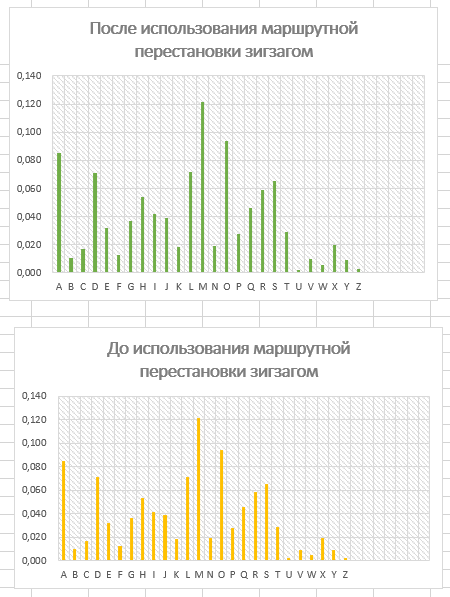 После использования маршрутной
перестановки зигзагом
0,140
0,120
0,100
0,080
0,060
0,040
0,020
0,000
A B C D E F G H I J K L M N O P Q R S T U V W X Y Z
До использования маршрутной
перестановки зигзагом
0,140
0,120
0,100
0,080
0,060
0,040
0,020
0,000
A B C D E F G H I J K L M N O P Q R S T U V W X Y Z